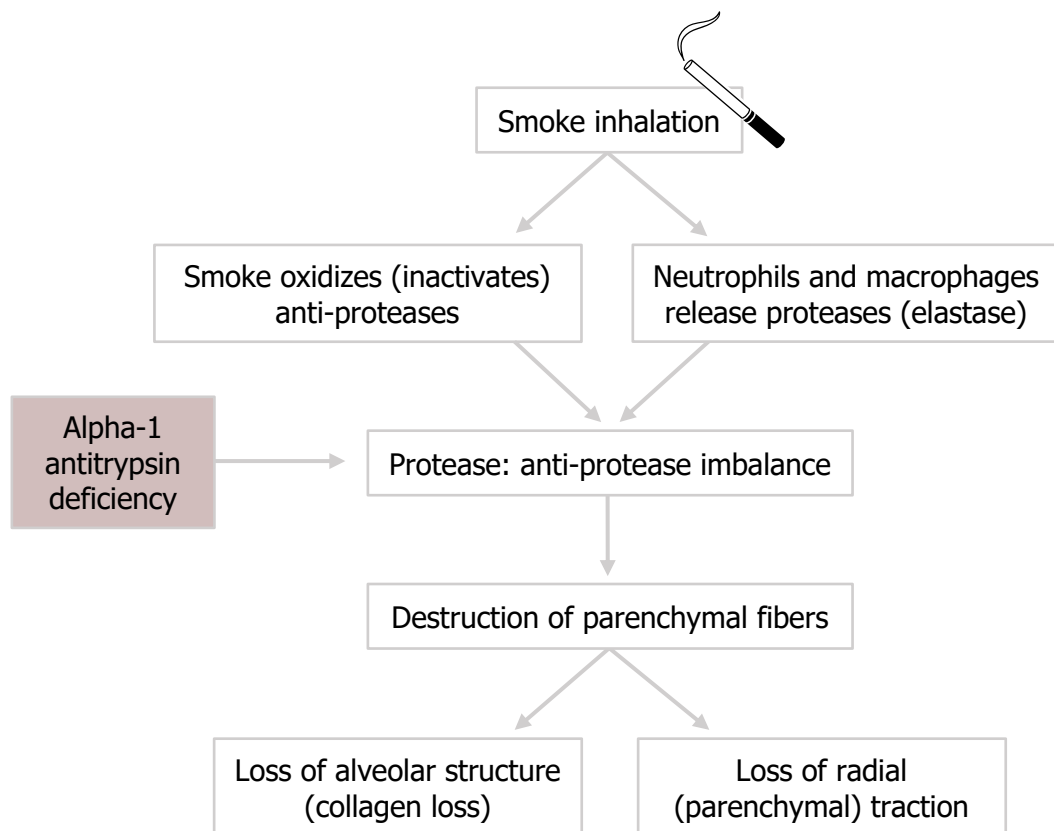 Smoke inhalation
Smoke oxidizes (inactivates)
anti-proteases
Neutrophils and macrophages
release proteases (elastase)
Alpha-1
antitrypsin
deficiency
Protease: anti-protease imbalance
Destruction of parenchymal fibers
Loss of alveolar structure
(collagen loss)
Loss of radial
(parenchymal) traction